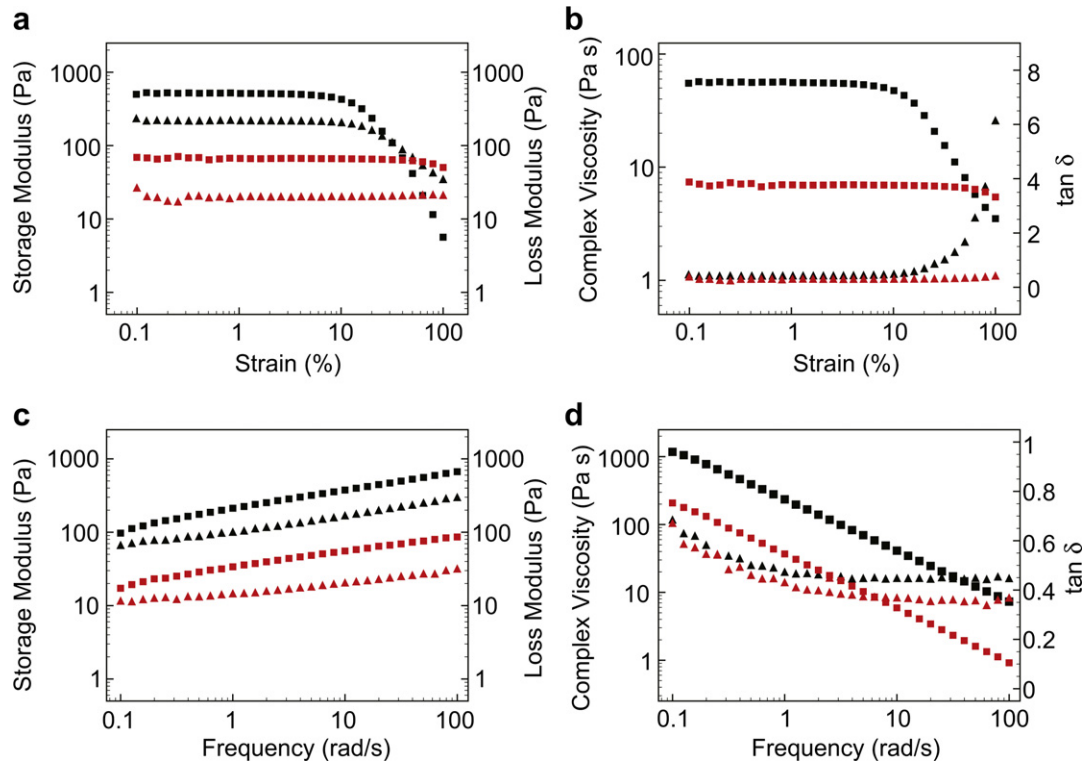 a
Storage Modulus (Pa)
1000
100
10
1
1000
100
10
1
Loss Modulus (Pa)
0.1 1 10 100
Strain (%)
b
Complex Viscosity (Pa s)
100
10
1
8
6
4
2
0
tan δ
0.1 1 10 100
Strain (%)
c
Storage Modulus (Pa)
1000
100
10
1
1000
100
10
1
Loss Modulus (Pa)
0.1 1 10 100
Frequency (rad/s)
d
Complex Viscosity (Pa s)
1000
100
10
1
1
0.8
0.6
0.4
0.2
0
tan δ
0.1 1 10 100
Frequency (rad/s)